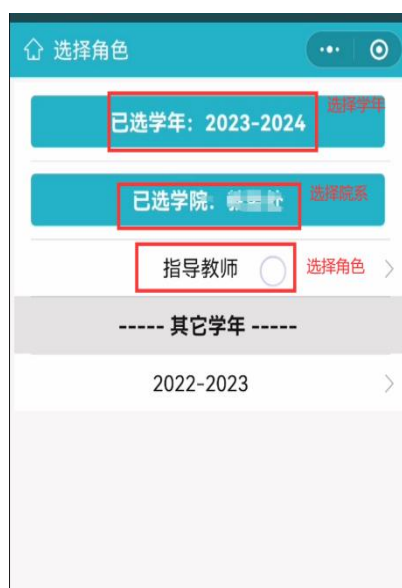 选择角色
已选学年：2023-2024 选择学年
已选学院： 选择院系
指导教师 选择角色
----- 其它学年 -----
2022-2023